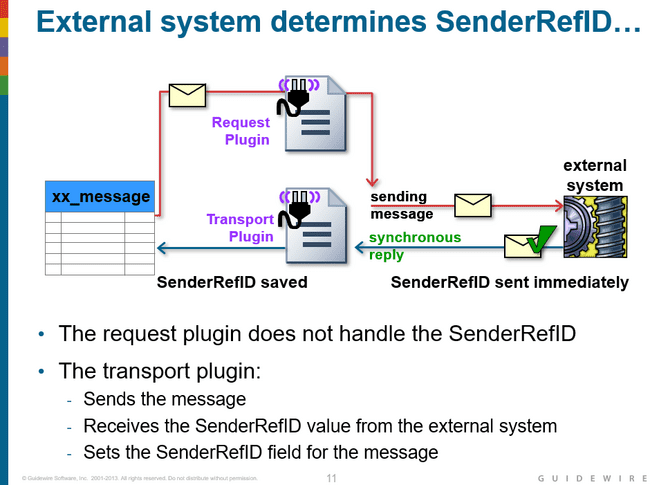 External system determines SenderRefID…
Request
Plugin
external
system
xx_message
sending
message
Transport
Plugin
synchronous
reply
SenderRefID saved
SenderRefID sent immediately
• The request plugin does not handle the SenderRefID
• The transport plugin:
- Sends the message
- Receives the SenderRefID value from the external system
- Sets the SenderRefID field for the message
© Guidewire Software, Inc. 2001-2013. All rights reserved. Do not distribute without permission.
11
GUIDEWIRE